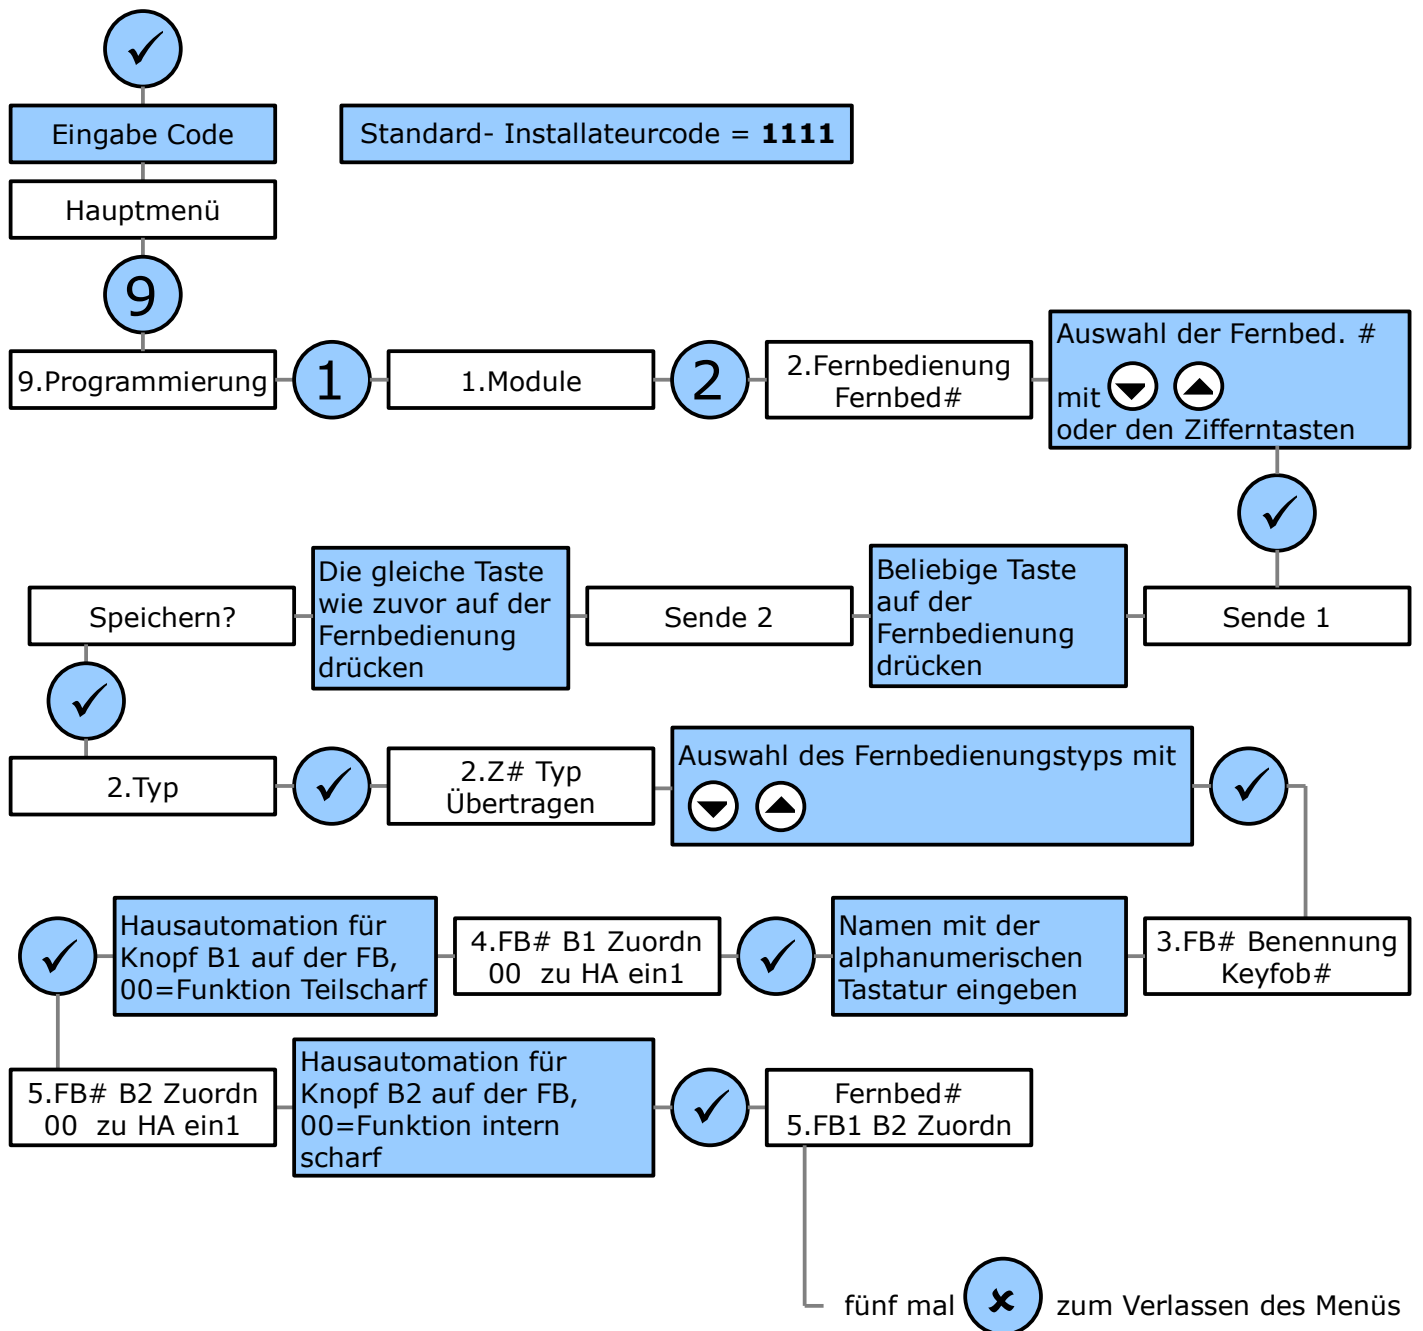 Eingabe Code
Standard- Installateurcode = 1111
Hauptmenü
9
9.Programmierung
1
1.Module
2
2.Fernbedienung
Fernbed#
Auswahl der Fernbed. #
mit
oder den Zifferntasten
Sende 1
Beliebige Taste
auf der
Fernbedienung
drücken
Sende 2
Die gleiche Taste
wie zuvor auf der
Fernbedienung
drücken
Speichern?
2.Typ
2.Z# Typ
Übertragen
Auswahl des Fernbedienungstyps mit
3.FB# Benennung
Keyfob#
Namen mit der
alphanumerischen
Tastatur eingeben
4.FB# B1 Zuordn
00 zu HA ein1
Hausautomation für
Knopf B1 auf der FB,
00=Funktion Teilscharf
5.FB# B2 Zuordn
00 zu HA ein1
Hausautomation für
Knopf B2 auf der FB,
00=Funktion intern
scharf
Fernbed#
5.FB1 B2 Zuordn
fünf mal
zum Verlassen des Menüs